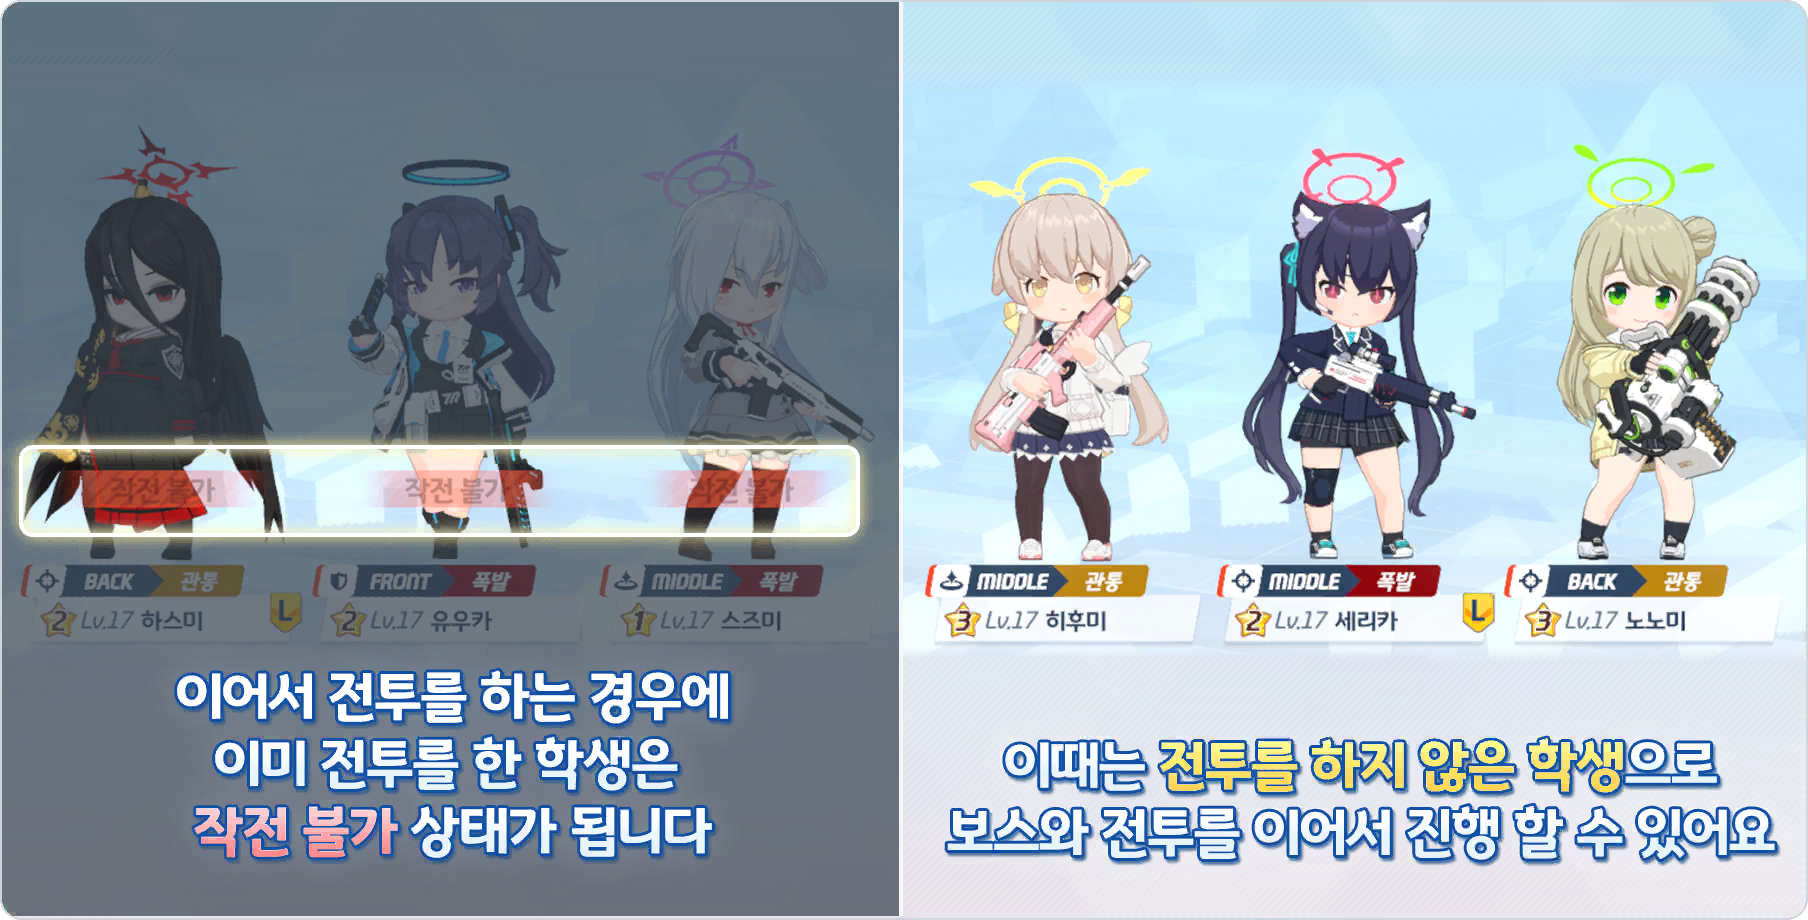 작전 불가
작전 불가
작전 불가
BACK 관통
FRONT 폭발
MIDDLE 폭발
2 Lv.17 하스미 L
2 Lv.17 유우카
1 Lv.17 스즈미
이어서 전투를 하는 경우에
이미 전투를 한 학생은
작전 불가 상태가 됩니다
MIDDLE 관통
MIDDLE 폭발
BACK 관통
3 Lv.17 히후미
2 Lv.17 세리카 L
3 Lv.17 노노미
이때는 전투를 하지 않은 학생으로
보스와 전투를 이어서 진행 할 수 있어요